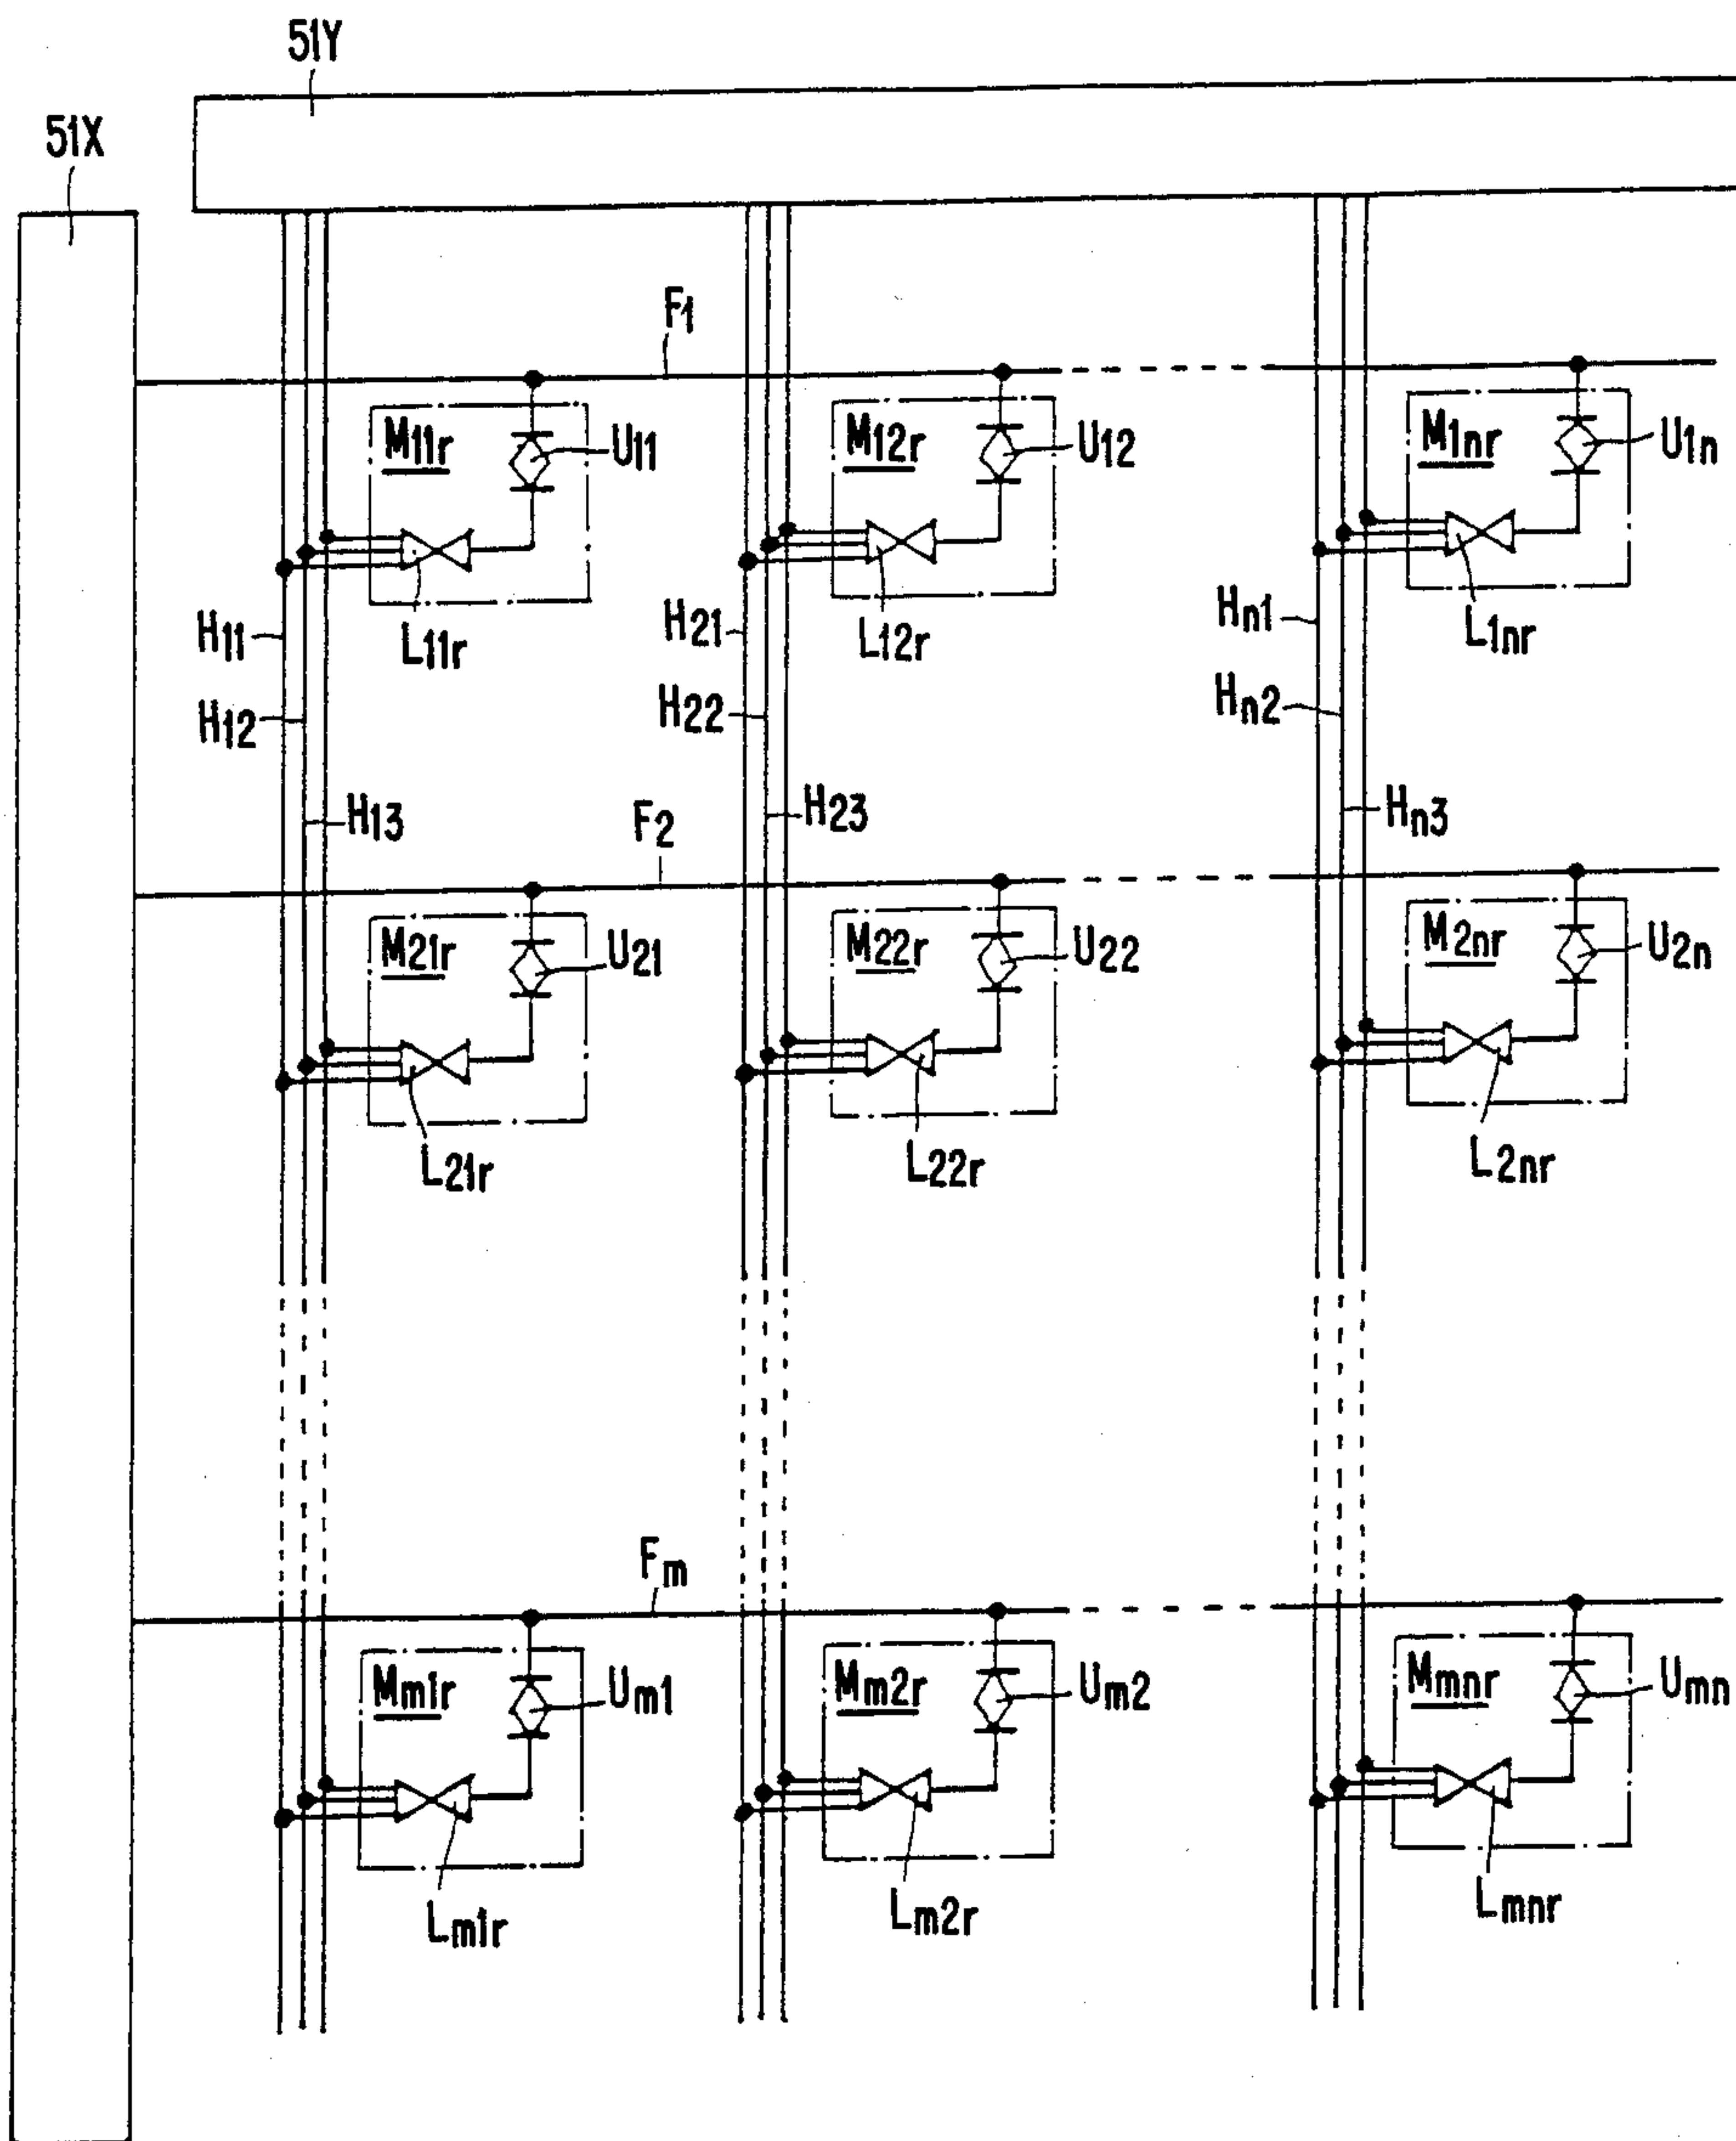 51Y
51X
F1
M11r U11 M12r U12 M1nr U1n
H11 L11r H21 L12r Hn1 L1nr
H12 H22 Hn2
H13 F2 H23 Hn3
M21r U21 M22r U22 M2nr U2n
L21r L22r L2nr
Fm
Mm1r Um1 Mm2r Um2 Mmnr Umn
Lm1r Lm2r Lmnr